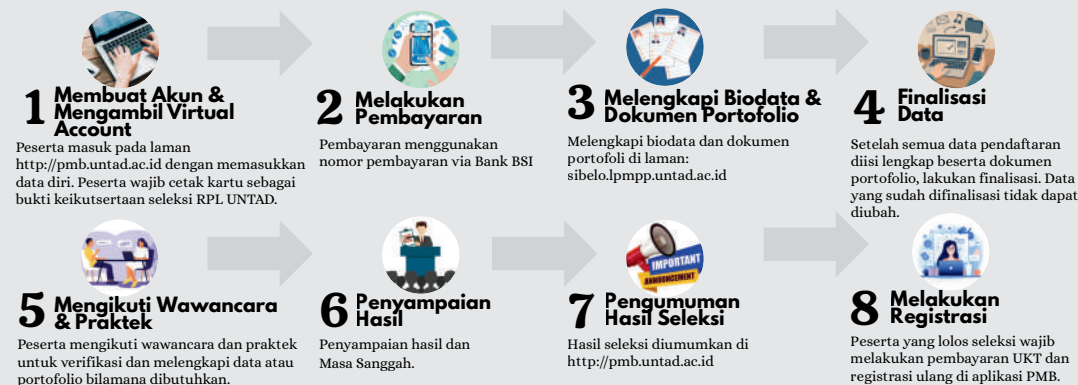 1 Membuat Akun &
Mengambil Virtual
Account
Peserta masuk pada laman
http://pmb.untad.ac.id dengan memasukkan
data diri. Peserta wajib cetak kartu sebagai
bukti keikutsertaan seleksi RPL UNTAD.
2 Melakukan
Pembayaran
Pembayaran menggunakan
nomor pembayaran via Bank BSI
3 Melengkapi Biodata &
Dokumen Portofolio
Melengkapi biodata dan dokumen
portofoli di laman:
sibelo.lpmpp.untad.ac.id
4 Finalisasi
Data
Setelah semua data pendaftaran
diisi lengkap beserta dokumen
portofolio, lakukan finalisasi. Data
yang sudah difinalisasi tidak dapat
diubah.
5 Mengikuti Wawancara
& Praktek
Peserta mengikuti wawancara dan praktek
untuk verifikasi dan melengkapi data atau
portofolio bilamana dibutuhkan.
6 Penyampaian
Hasil
Penyampaian hasil dan
Masa Sanggah.
IMPORTANT
ANNOUNCEMENT
7 Pengumuman
Hasil Seleksi
Hasil seleksi diumumkan di
http://pmb.untad.ac.id
8 Melakukan
Registrasi
Peserta yang lolos seleksi wajib
melakukan pembayaran UKT dan
registrasi ulang di aplikasi PMB.